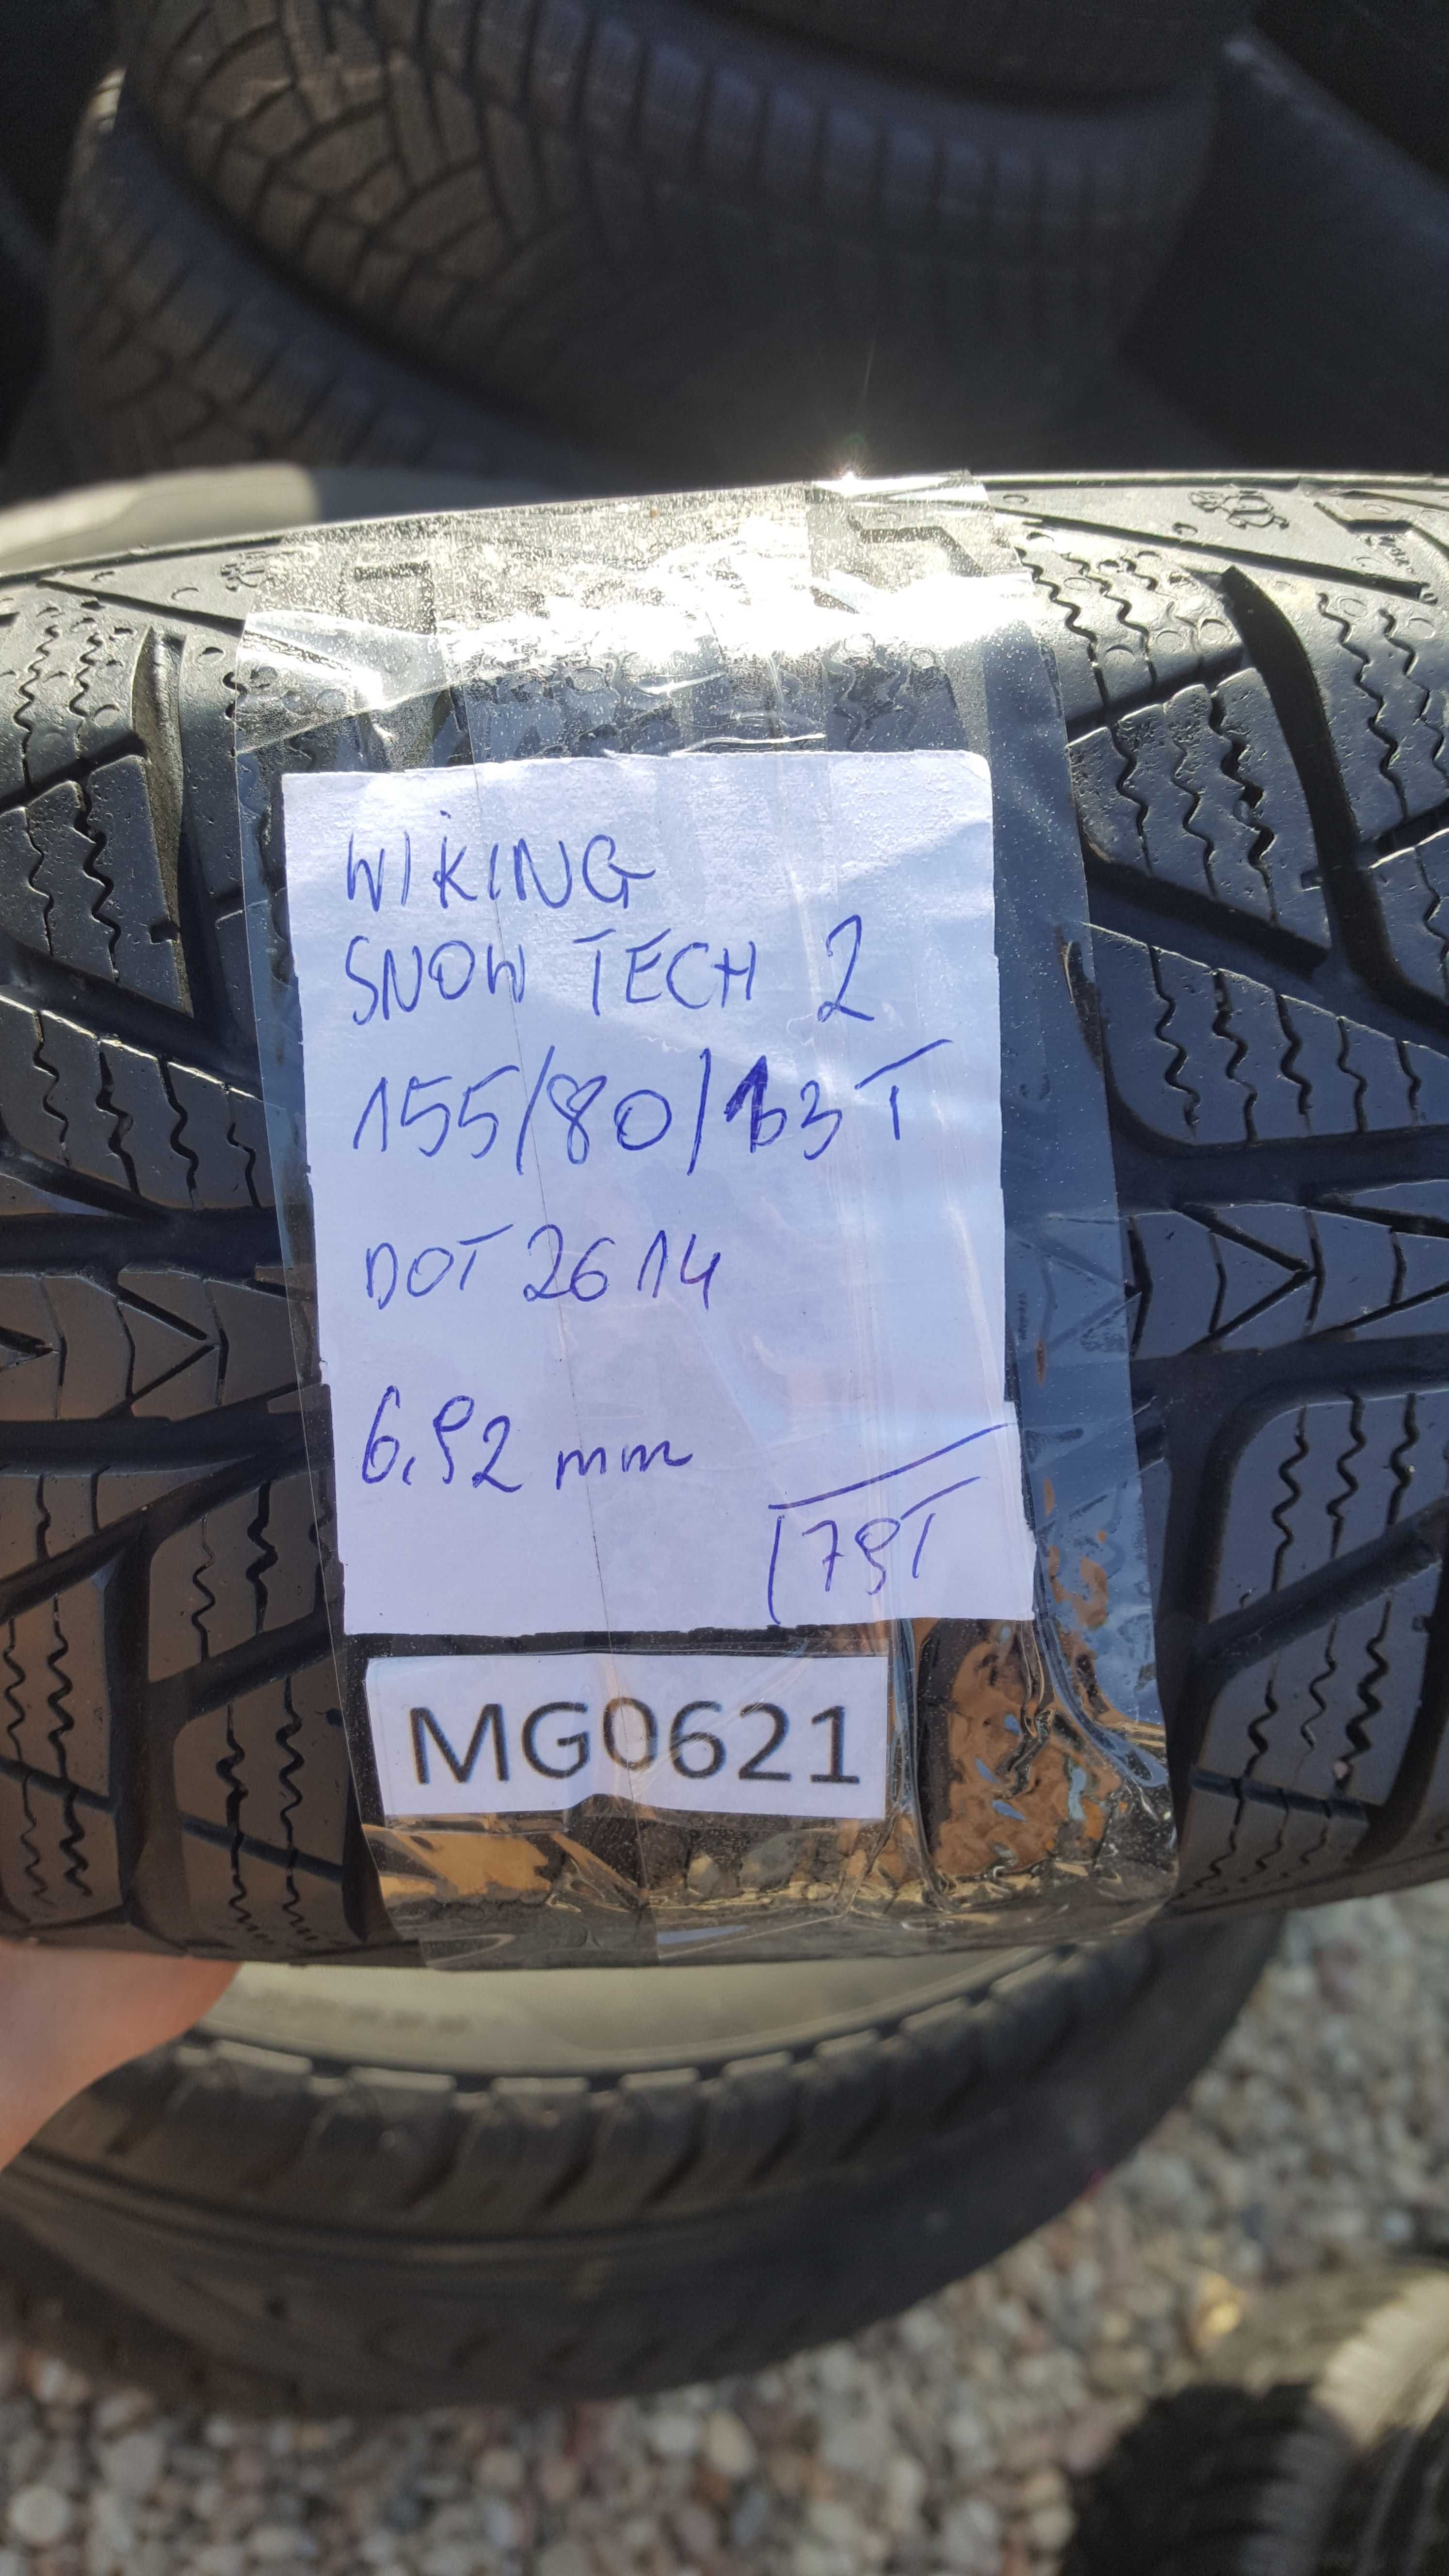 WIKING
SNOW TECH 2
155/80/13 T
DOT 2614
6,92 mm
79T
MG0621